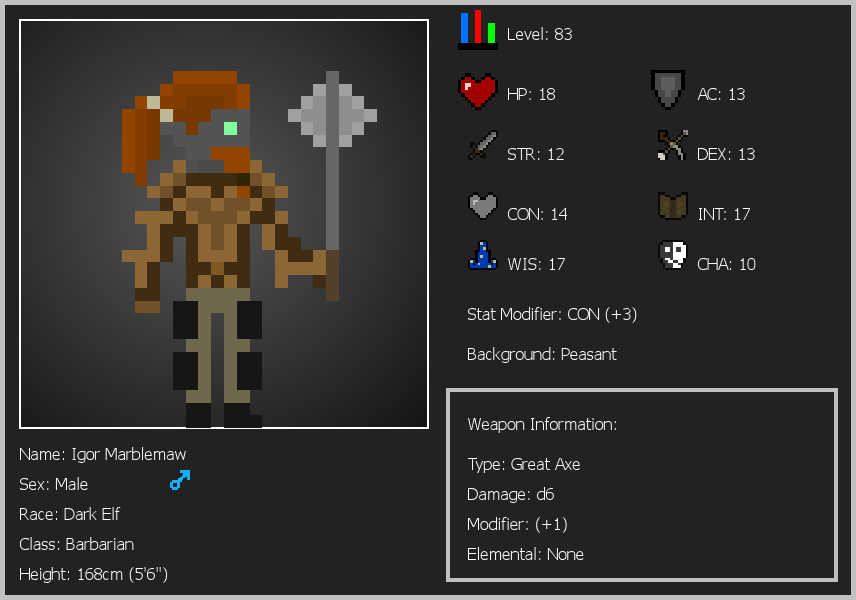 Level: 83
HP: 18
AC: 13
STR: 12
DEX: 13
CON: 14
INT: 17
WIS: 17
CHA: 10
Stat Modifier: CON (+3)
Background: Peasant
Weapon Information:
Type: Great Axe
Damage: d6
Modifier: (+1)
Elemental: None
Name: Igor Marblemaw
Sex: Male
Race: Dark Elf
Class: Barbarian
Height: 168cm (5'6")